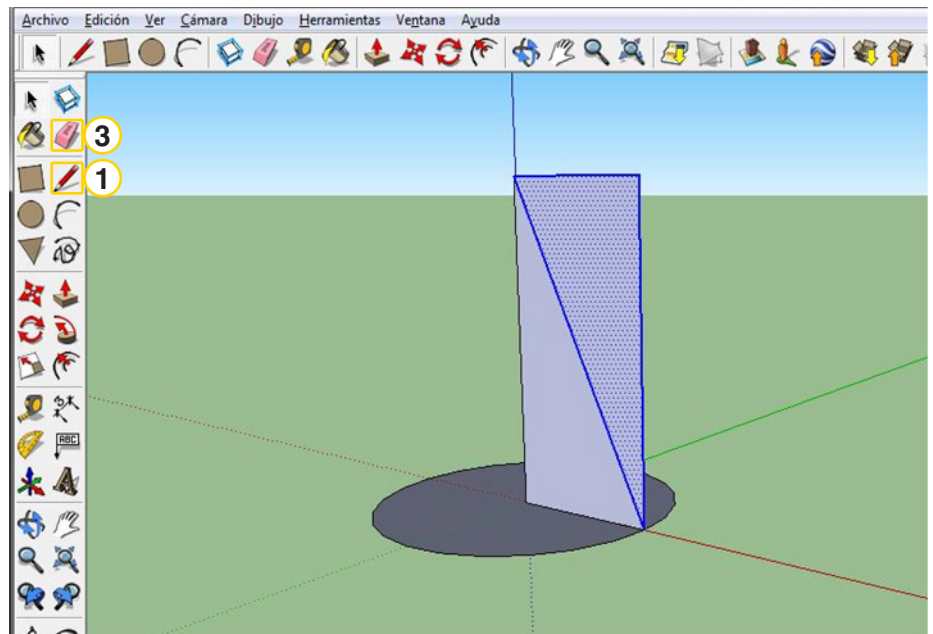 Archivo Edición Ver Cámara Dibujo Herramientas Ventana Ayuda
3
1
ABC